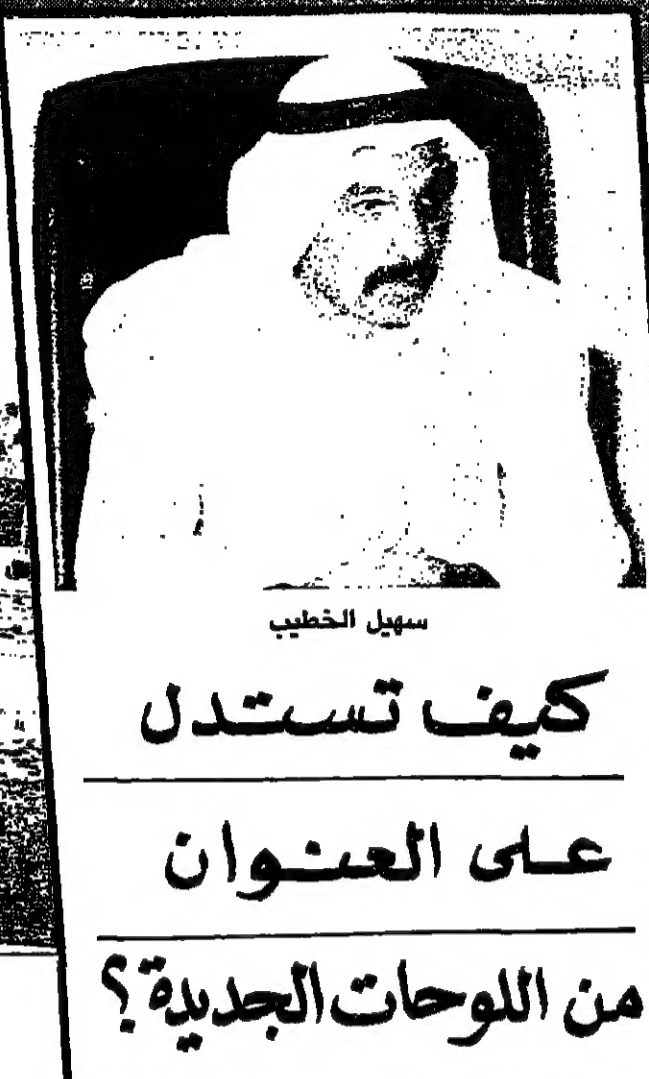 سهيل الخطيب
كيف تستدل
على العنوان
من اللوحات الجديدة؟